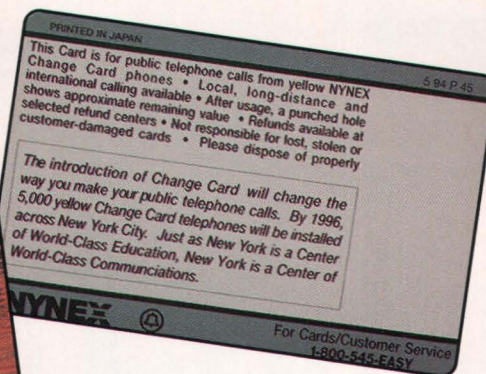 PRINTED IN JAPAN
5 94 P 45
This Card is for public telephone calls from yellow NYNEX
Change Card phones • Local, long-distance and
international calling available • After usage, a punched hole
shows approximate remaining value • Refunds available at
selected refund centers • Not responsible for lost, stolen or
customer-damaged cards • Please dispose of properly
The introduction of Change Card will change the
way you make your public telephone calls. By 1996,
5,000 yellow Change Card telephones will be installed
across New York City. Just as New York is a Center
of World-Class Education, New York is a Center of
World-Class Communciations.
NYNEX
For Cards/Customer Service
1-800-545-EASY